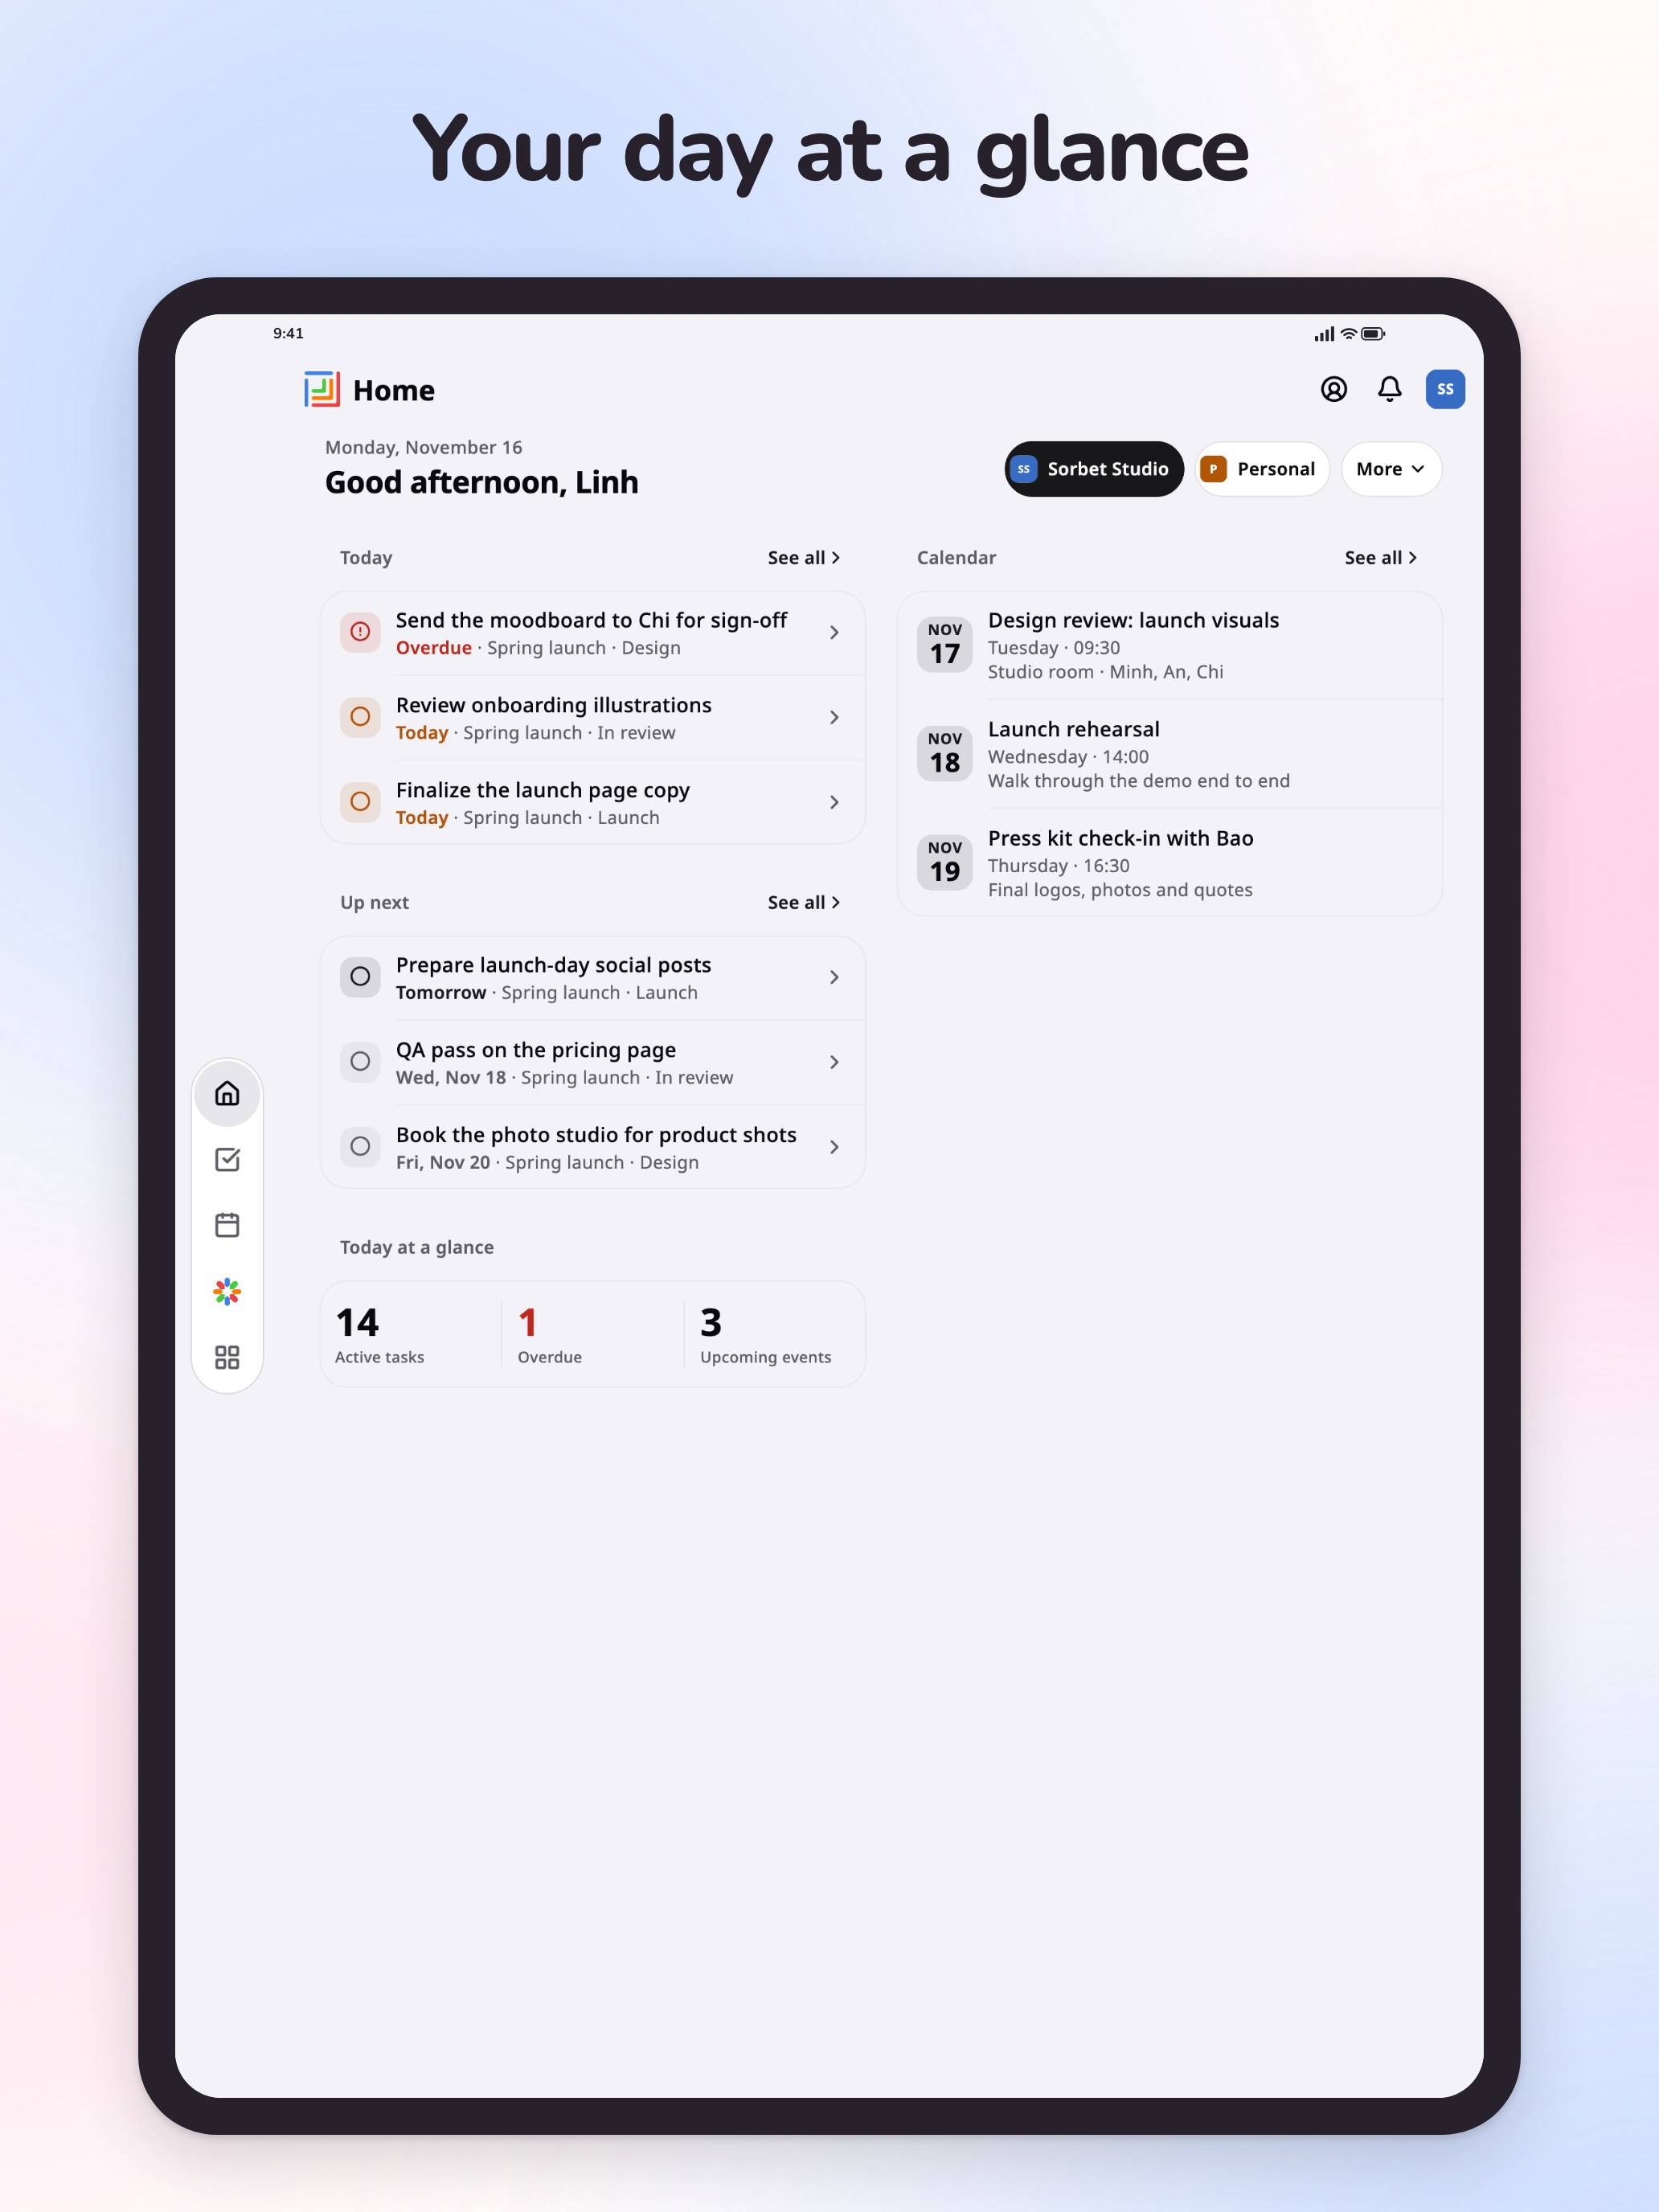 Your day at a glance
9:41
Home
SS
Monday, November 16
Good afternoon, Linh
SS Sorbet Studio
P Personal
More
Today
See all
Send the moodboard to Chi for sign-off
Overdue · Spring launch · Design
Review onboarding illustrations
Today · Spring launch · In review
Finalize the launch page copy
Today · Spring launch · Launch
Up next
See all
Prepare launch-day social posts
Tomorrow · Spring launch · Launch
QA pass on the pricing page
Wed, Nov 18 · Spring launch · In review
Book the photo studio for product shots
Fri, Nov 20 · Spring launch · Design
Today at a glance
14
Active tasks
1
Overdue
3
Upcoming events
Calendar
See all
NOV
17
Design review: launch visuals
Tuesday · 09:30
Studio room · Minh, An, Chi
NOV
18
Launch rehearsal
Wednesday · 14:00
Walk through the demo end to end
NOV
19
Press kit check-in with Bao
Thursday · 16:30
Final logos, photos and quotes